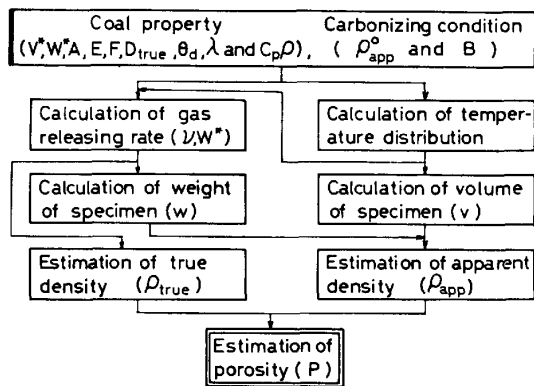 Coal property Carbonizing condition
(V*,W,*A,E,F,D_true,θ_d,λ and C_pρ), ( ρ°_app and B )
Calculation of gas
releasing rate (ν,W*)
Calculation of temper-
ature distribution
Calculation of weight
of specimen (w)
Calculation of volume
of specimen (v)
Estimation of true
density (ρ_true)
Estimation of apparent
density (ρ_app)
Estimation of
porosity (P)